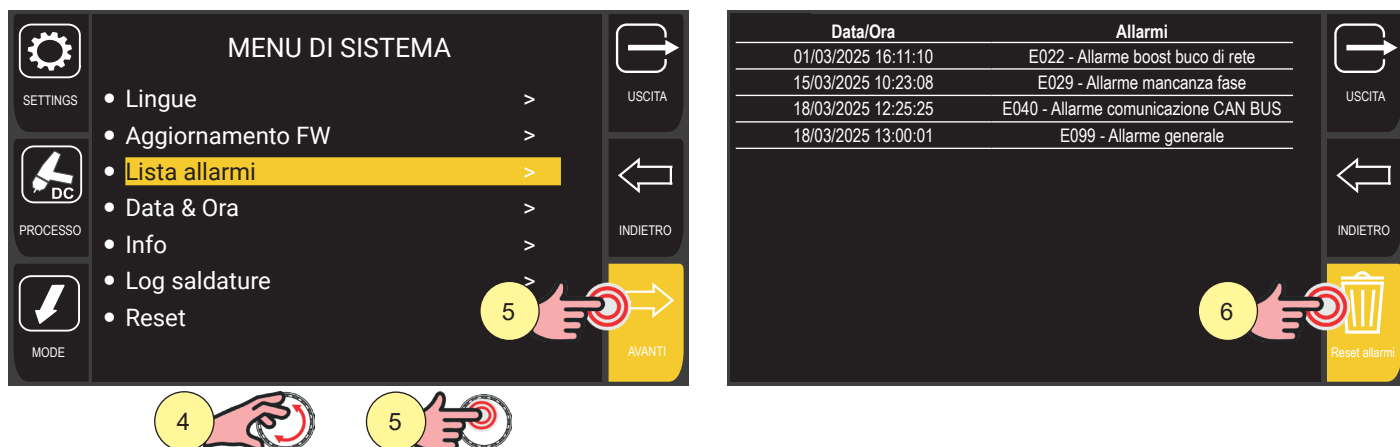 MENU DI SISTEMA
SETTINGS
PROCESSO
DC
MODE
• Lingue >
• Aggiornamento FW >
• Lista allarmi >
• Data & Ora >
• Info >
• Log saldature >
• Reset
USCITA
INDIETRO
AVANTI
5
4
5
Data/Ora Allarmi
01/03/2025 16:11:10 E022 - Allarme boost buco di rete
15/03/2025 10:23:08 E029 - Allarme mancanza fase
18/03/2025 12:25:25 E040 - Allarme comunicazione CAN BUS
18/03/2025 13:00:01 E099 - Allarme generale
USCITA
INDIETRO
Reset allarmi
6